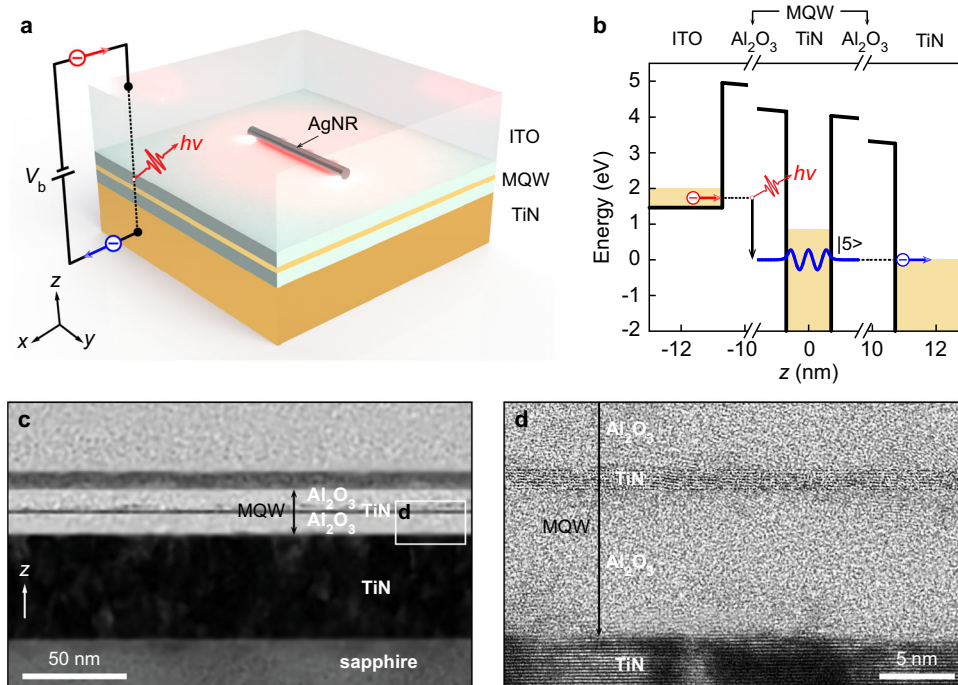 a
V_b
hν
AgNR
ITO
MQW
TiN
z
x
y
b
MQW
ITO Al₂O₃ TiN Al₂O₃ TiN
Energy (eV)
5
4
3
2
1
0
-1
-2
hν
|5>
-12 -10 0 10 12
z (nm)
c
MQW
Al₂O₃
TiN
Al₂O₃
d
TiN
z
50 nm
sapphire
d
Al₂O₃
TiN
MQW
Al₂O₃
TiN
5 nm